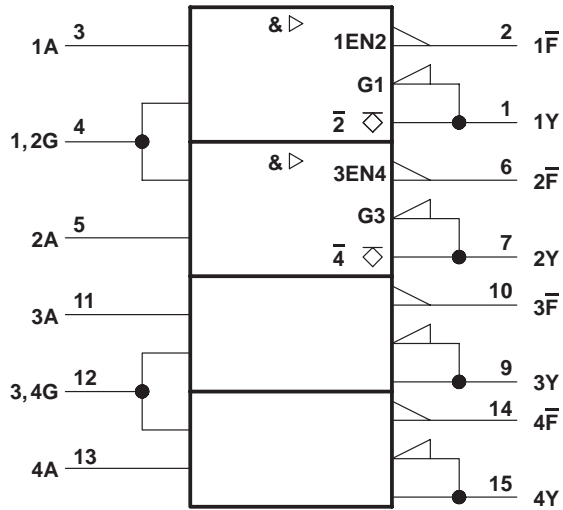 & ▷
3 1EN2 2
1A 1F̅
G1
4 1
1,2G 2̅ 1Y
& ▷
3EN4 6
2F̅
5 G3
2A 4̅ 7
2Y
11 10
3A 3F̅
12 9
3,4G 3Y
14
13 4F̅
4A
15
4Y